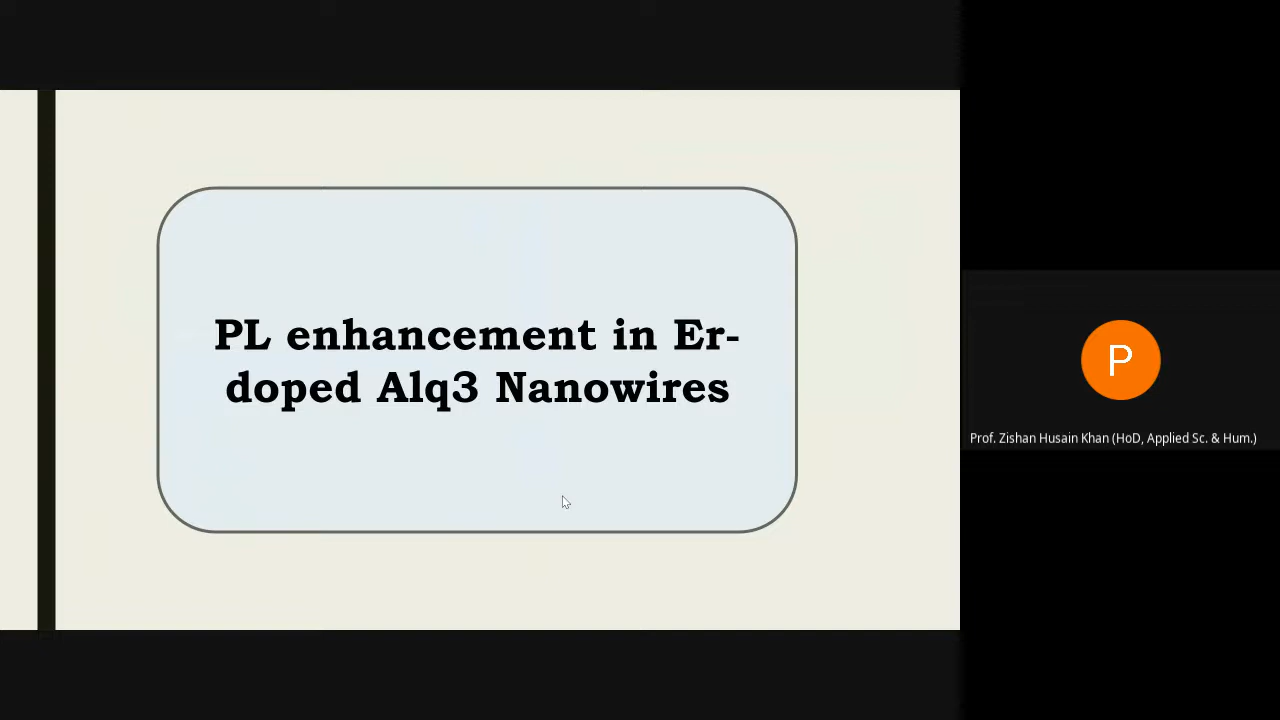 PL enhancement in Er-
doped Alq3 Nanowires
P
Prof. Zishan Husain Khan (HoD, Applied Sc. & Hum.)